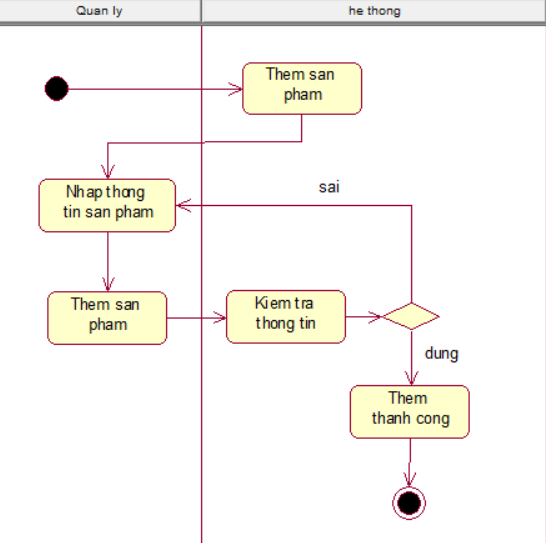 Quan ly
he thong
Them san
pham
Nhap thong
tin san pham
sai
Them san
pham
Kiem tra
thong tin
dung
Them
thanh cong